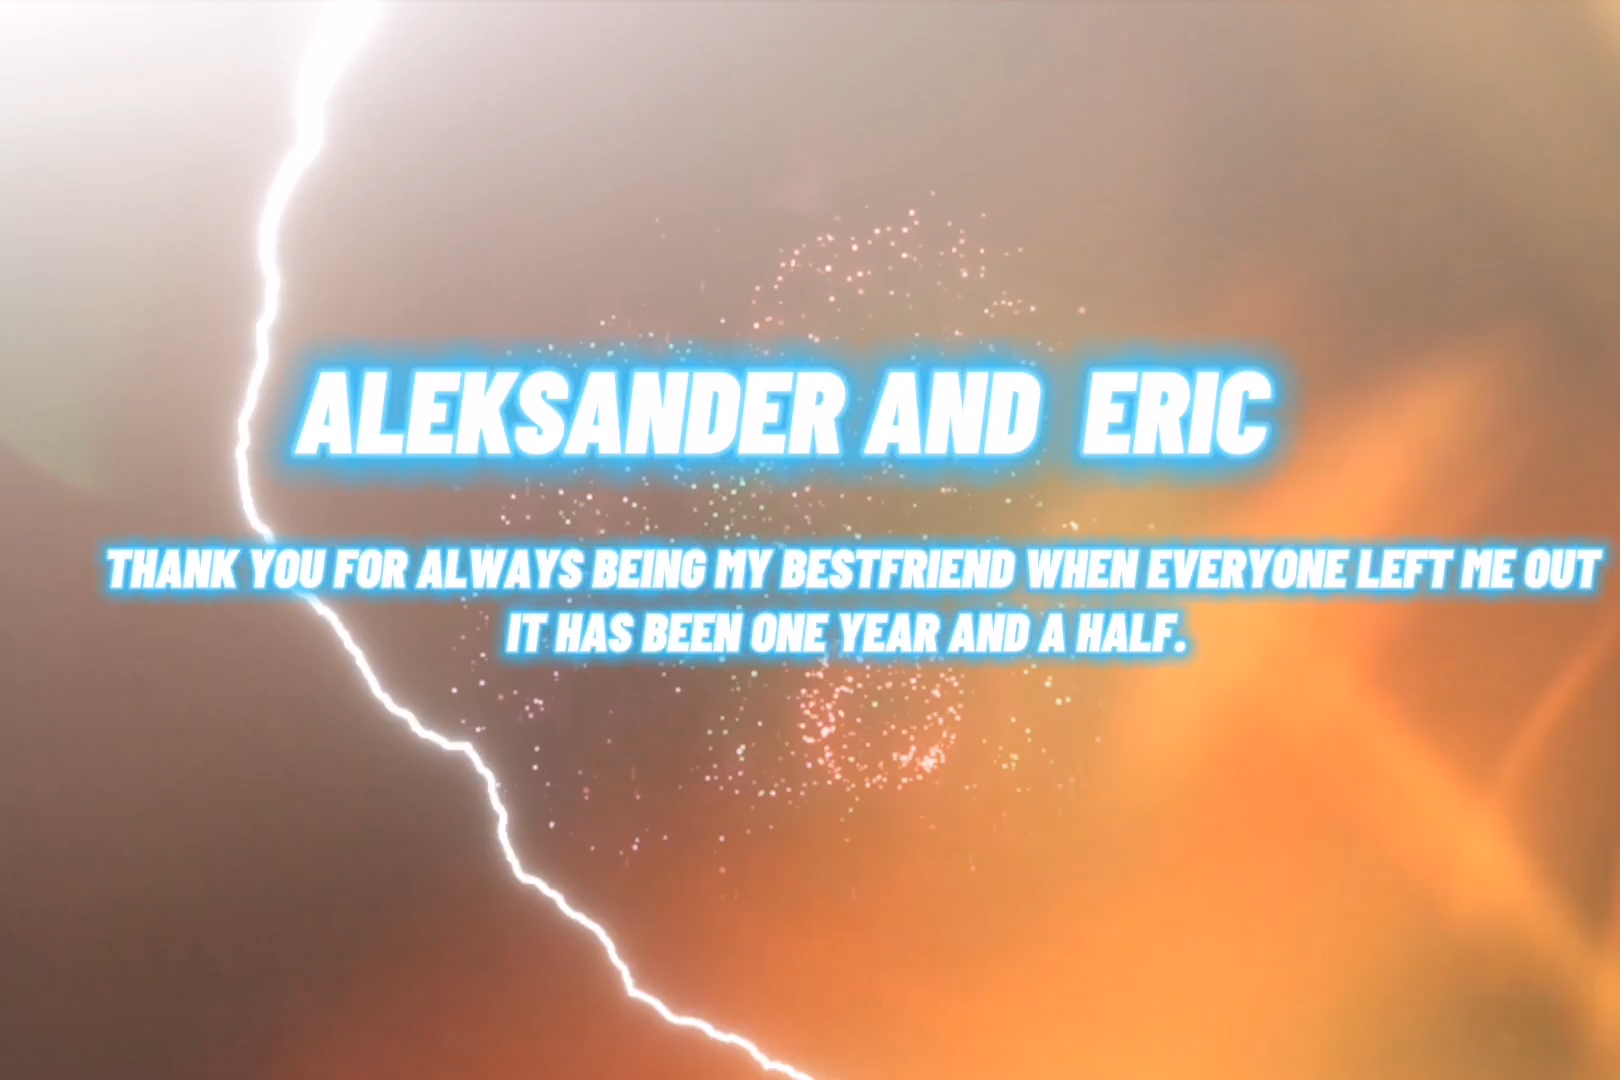 ALEKSANDER AND ERIC
THANK YOU FOR ALWAYS BEING MY BESTFRIEND WHEN EVERYONE LEFT ME OUT
IT HAS BEEN ONE YEAR AND A HALF.